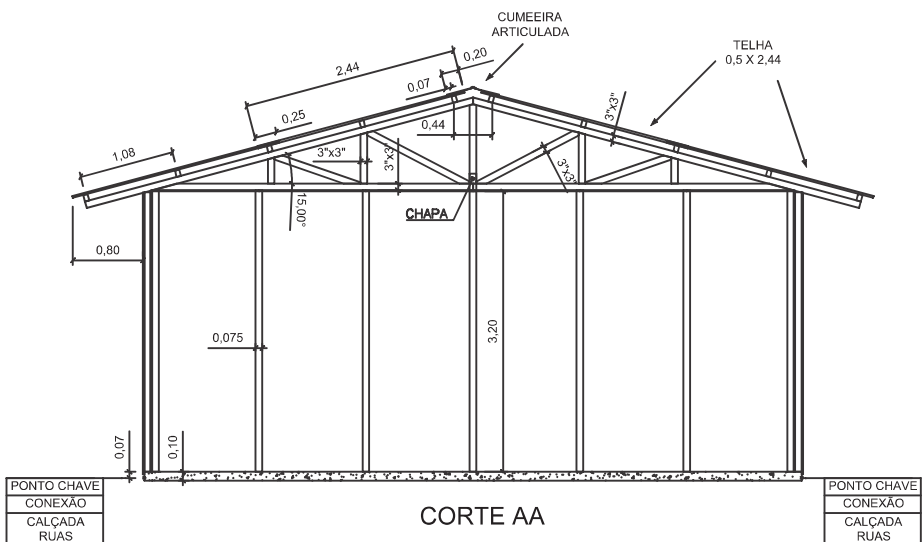 CUMEEIRA
ARTICULADA
TELHA
0,5 X 2,44
2,44
0,20
0,07
0,25
0,44
3"x3"
1,08
3"x3"
3"x3"
3"x3"
15,00°
CHAPA
0,80
0,075
3,20
0,07
0,10
PONTO CHAVE
CONEXÃO
CALÇADA
RUAS
CORTE AA
PONTO CHAVE
CONEXÃO
CALÇADA
RUAS